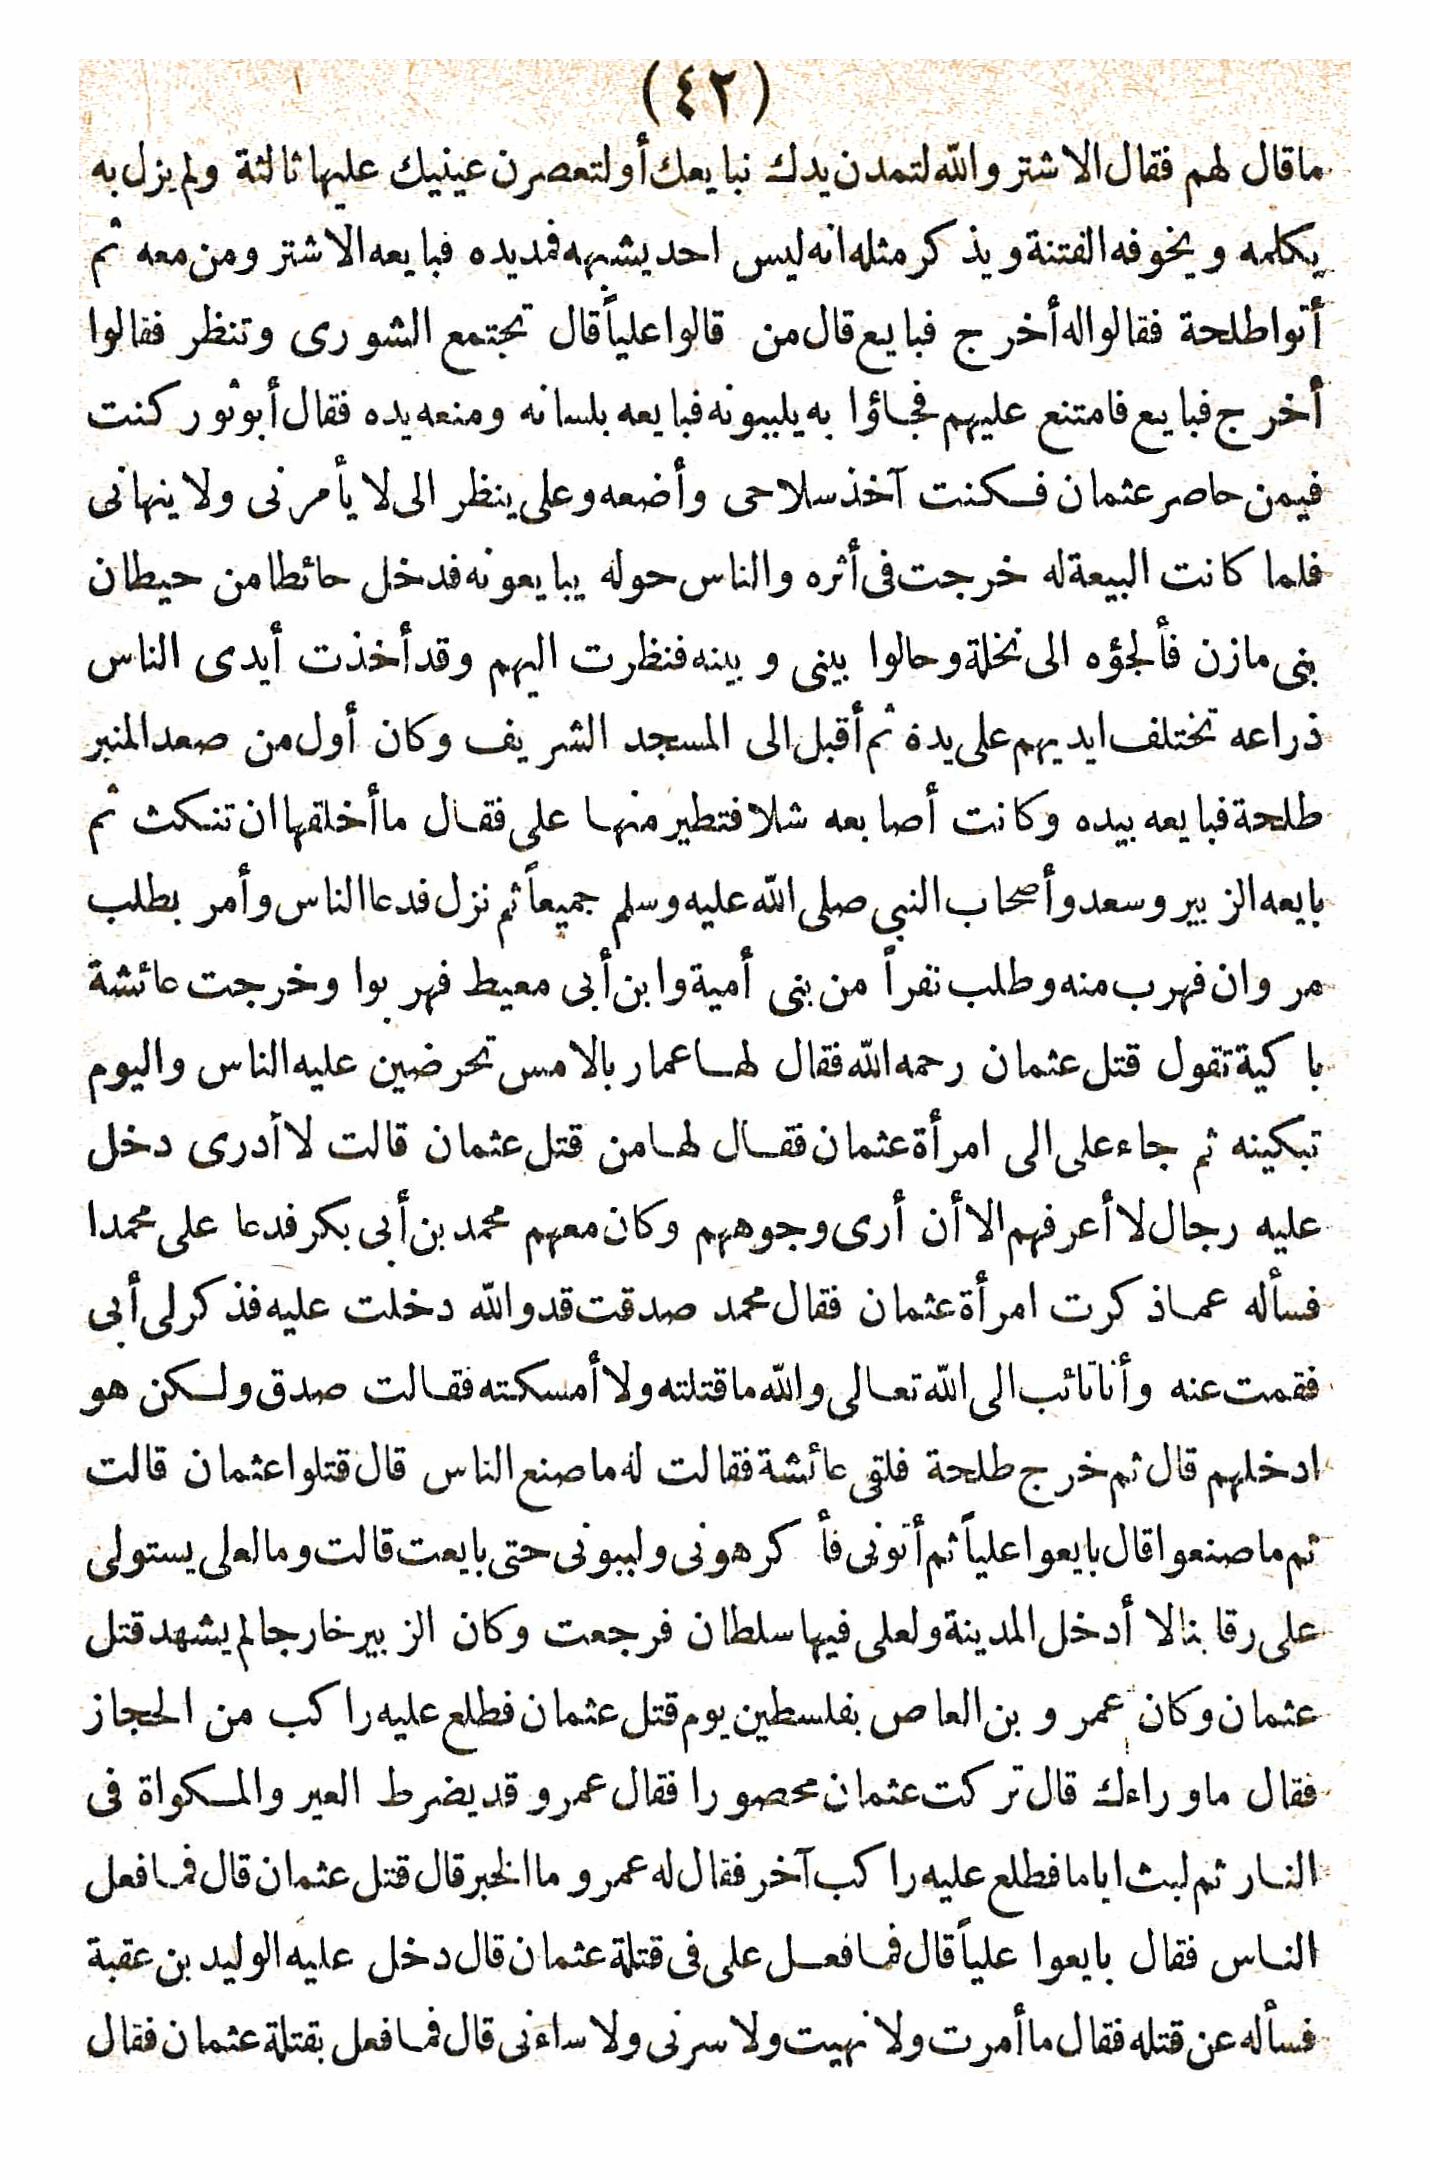 (٤٢)
ماقال لهم فقال الاشتر والله لتمدن يدك نبايعك أو لتعصرن عينيك عليها ثالثة ولم يزل به
يكلمه ويخوفه الفتنة ويذكر مثله انه ليس احد يشبهه فمد يده فبايعه الاشتر ومن معه ثم
أتوا طلحة فقالوا له أخرج فبايع قال من قالوا علياً قال تجتمع الشورى وتنظر فقالوا
أخرج فبايع فامتنع عليهم فجاؤا به يلببونه فبايعه بلسانه ومنعه يده فقال أبو ثور كنت
فيمن حاصر عثمان فكنت آخذ سلاحى وأضعه وعلى ينظر الى لا يأمرنى ولا ينهانى
فلما كانت البيعة له خرجت فى أثره والناس حوله يبايعونه فدخل حائطا من حيطان
بنى مازن فألجؤه الى نخلة وحالوا بينى وبينه فنظرت اليهم وقد أخذت أيدى الناس
ذراعه تختلف ايديهم على يدة ثم أقبل الى المسجد الشريف وكان أول من صعد المنبر
طلحة فبايعه بيده وكانت أصابعه شلا فتطير منها على فقال ما أخلقها ان تنكث ثم
بايعه الزبير وسعد وأصحاب النبى صلى الله عليه وسلم جميعاً ثم نزل فدعا الناس وأمر بطلب
مروان فهرب منه وطلب نفراً من بنى أمية وابن أبى معيط فهربوا وخرجت عائشة
باكية تقول قتل عثمان رحمه الله فقال لها عمار بالامس تحرضين عليه الناس واليوم
تبكينه ثم جاء على الى امرأة عثمان فقال لها من قتل عثمان قالت لا أدرى دخل
عليه رجال لا أعرفهم الا أن أرى وجوههم وكان معهم محمد بن أبى بكر فدعا على محمدا
فسأله عما ذكرت امرأة عثمان فقال محمد صدقت قد والله دخلت عليه فذكر لى أبى
فقمت عنه وأنا تائب الى الله تعالى والله ما قتلته ولا أمسكته فقالت صدق ولكن هو
ادخلهم قال ثم خرج طلحة فلقى عائشة فقالت له ما صنع الناس قال قتلوا عثمان قالت
ثم ما صنعوا قال بايعوا علياً ثم أتونى فأكرهونى ولببونى حتى بايعت قالت وما لعلى يستولى
على رقابنا لا أدخل المدينة ولعلى فيها سلطان فرجعت وكان الزبير خارجا لم يشهد قتل
عثمان وكان عمرو بن العاص بفلسطين يوم قتل عثمان فطلع عليه راكب من الحجاز
فقال ما وراءك قال تركت عثمان محصورا فقال عمرو قد يضرط العير والمكواة فى
النار ثم لبث اياما فطلع عليه راكب آخر فقال له عمرو ما الخبر قال قتل عثمان قال فما فعل
الناس فقال بايعوا علياً قال فما فعل على فى قتلة عثمان قال دخل عليه الوليد بن عقبة
فسأله عن قتله فقال ما أمرت ولا نهيت ولا سرنى ولا ساءنى قال فما فعل بقتلة عثمان فقال